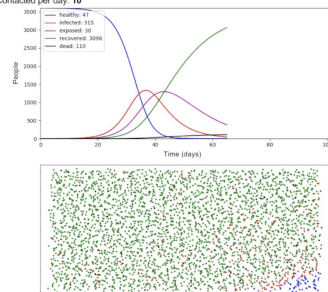 Contacted per day: 10
3500
3000
2500
2000
1500
1000
500
0
People
healthy: 47
infected: 315
exposed: 30
recovered: 3098
dead: 110
0 20 40 60 80 100
Time (days)